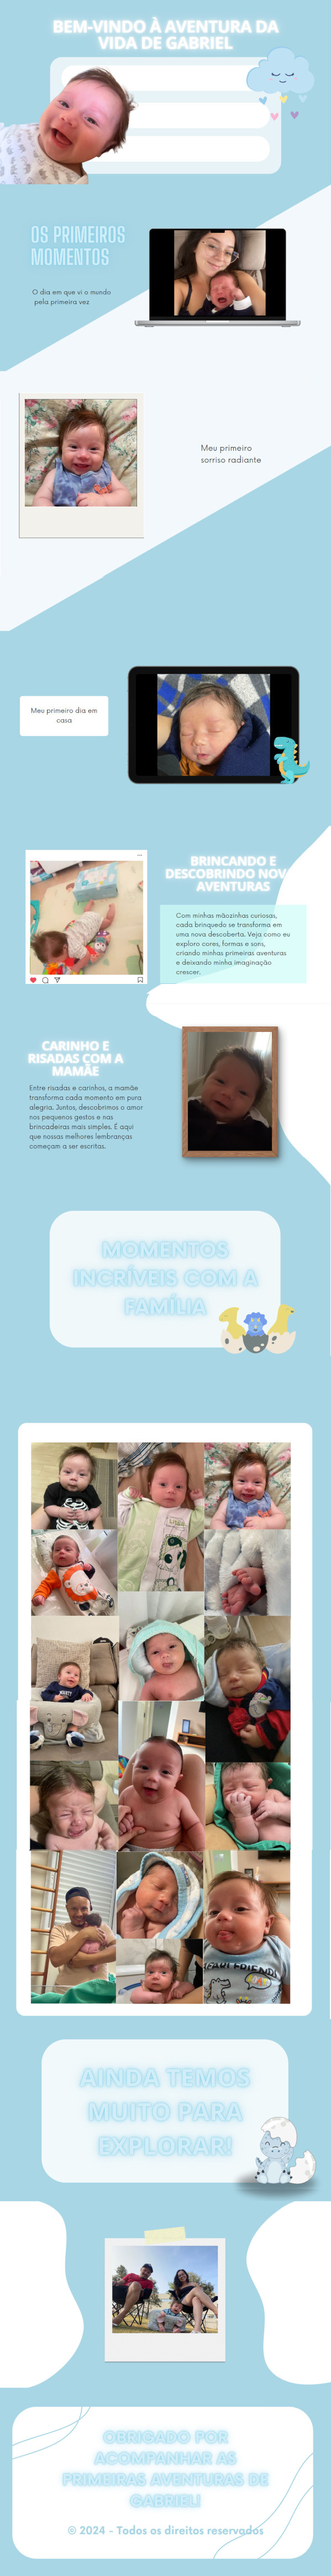 BEM-VINDO À AVENTURA DA
VIDA DE GABRIEL
OS PRIMEIROS
MOMENTOS
O dia em que vi o mundo
pela primeira vez
Meu primeiro
sorriso radiante
Meu primeiro dia em
casa
BRINCANDO E
DESCOBRINDO NOVAS
AVENTURAS
Com minhas mãozinhas curiosas,
cada brinquedo se transforma em
uma nova descoberta. Veja como eu
exploro cores, formas e sons,
criando minhas primeiras aventuras
e deixando minha imaginação
crescer.
CARINHO E
RISADAS COM A
MAMÃE
Entre risadas e carinhos, a mamãe
transforma cada momento em pura
alegria. Juntos, descobrimos o amor
nos pequenos gestos e nas
brincadeiras mais simples. É aqui
que nossas melhores lembranças
começam a ser escritas.
MOMENTOS
INCRÍVEIS COM A
FAMÍLIA
AINDA TEMOS
MUITO PARA
EXPLORAR!
OBRIGADO POR
ACOMPANHAR AS
PRIMEIRAS AVENTURAS DE
GABRIEL!
© 2024 - Todos os direitos reservados